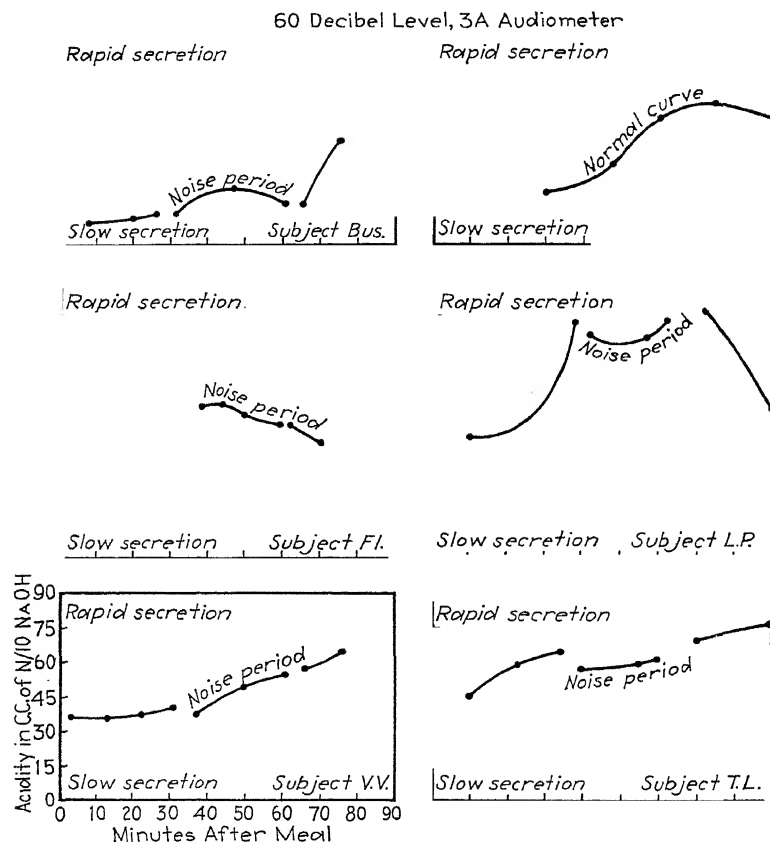 60 Decibel Level, 3A Audiometer
Rapid secretion
Noise period
Slow secretion
Subject Bus.
Rapid secretion
Normal curve
Slow secretion
Rapid secretion.
Noise period
Slow secretion
Subject Fl.
Rapid secretion
Noise period
Slow secretion
Subject L.P.
Acidity in C.C. of N/10 NAOH
90
75
60
45
30
15
0
Rapid secretion
Noise period
Slow secretion
Subject V.V.
0 10 20 30 40 50 60 70 80 90
Minutes After Meal
Rapid secretion
Noise period
Slow secretion
Subject T.L.